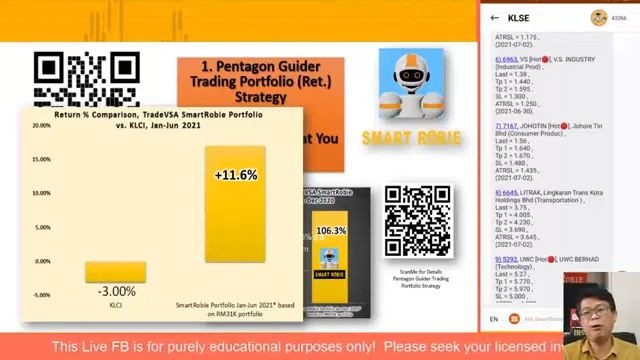 1. Pentagon Guider
Trading Portfolio (Ret.)
Strategy
at You
SMART ROBIE
Return % Comparison, TradeVSA SmartRobie Portfolio
vs. KLCI, Jan-Jun 2021
20.00%
15.00%
10.00%
5.00%
0.00%
-5.00%
+11.6%
-3.00%
KLCI
SmartRobie Portfolio Jan-Jun 2021* based
on RM31K portfolio
VSA SmartRobie
Dec-2020
106.3%
SMART ROBIE
ScanMe for Details
Pentagon Guider Trading
Portfolio Strategy
KLSE
43266
ATRSL = 1.175 ,
(2021-07-02).
6) 6963, VS [Hot], V.S. INDUSTRY
(Industrial Prod) ,
Last = 1.38 ,
Tp 1 = 1.440 ,
Tp 2 = 1.595 ,
SL = 1.300 ,
ATRSL = 1.250 ,
(2021-06-30).
7) 7167, JOHOTIN [Hot], Johore Tin
Bhd (Consumer Produc) ,
Last = 1.56 ,
Tp 1 = 1.640 ,
Tp 2 = 1.670 ,
SL = 1.480 ,
ATRSL = 1.435 ,
(2021-07-02).
8) 6645, LITRAK, Lingkaran Trans Kota
Holdings Bhd (Transportation ) ,
Last = 3.75 ,
Tp 1 = 4.005 ,
Tp 2 = 4.230 ,
SL = 3.690 ,
ATRSL = 3.645 ,
(2021-07-02).
9) 5292, UWC [Hot], UWC BERHAD
(Technology) ,
Last = 5.27 ,
Tp 1 = 5.770 ,
Tp 2 = 5.970 ,
SL = 5.000 ,
EN
Ask SmartRobie
This Live FB is for purely educational purposes only! Please seek your licensed inv